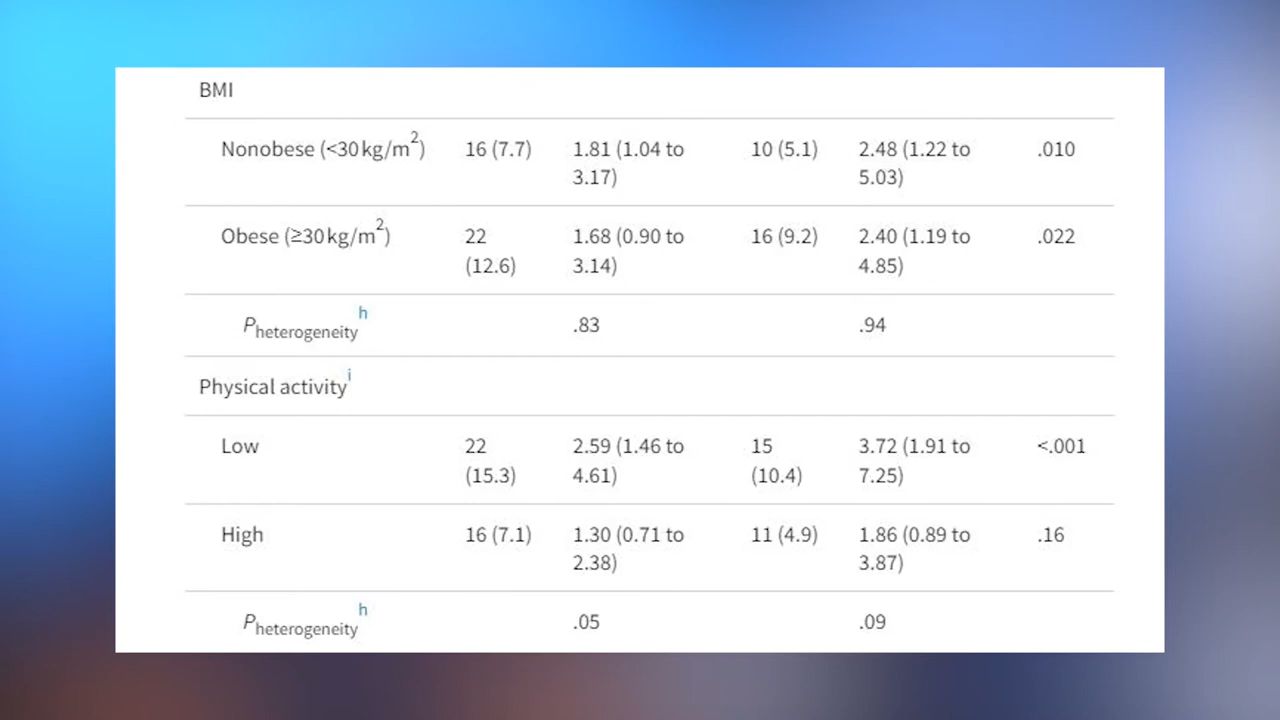 BMI
Nonobese (<30 kg/m²) 16 (7.7) 1.81 (1.04 to 10 (5.1) 2.48 (1.22 to .010
3.17) 5.03)
Obese (≥30 kg/m²) 22 1.68 (0.90 to 16 (9.2) 2.40 (1.19 to .022
(12.6) 3.14) 4.85)
Pheterogeneity h .83 .94
Physical activity i
Low 22 2.59 (1.46 to 15 3.72 (1.91 to <.001
(15.3) 4.61) (10.4) 7.25)
High 16 (7.1) 1.30 (0.71 to 11 (4.9) 1.86 (0.89 to .16
2.38) 3.87)
Pheterogeneity h .05 .09